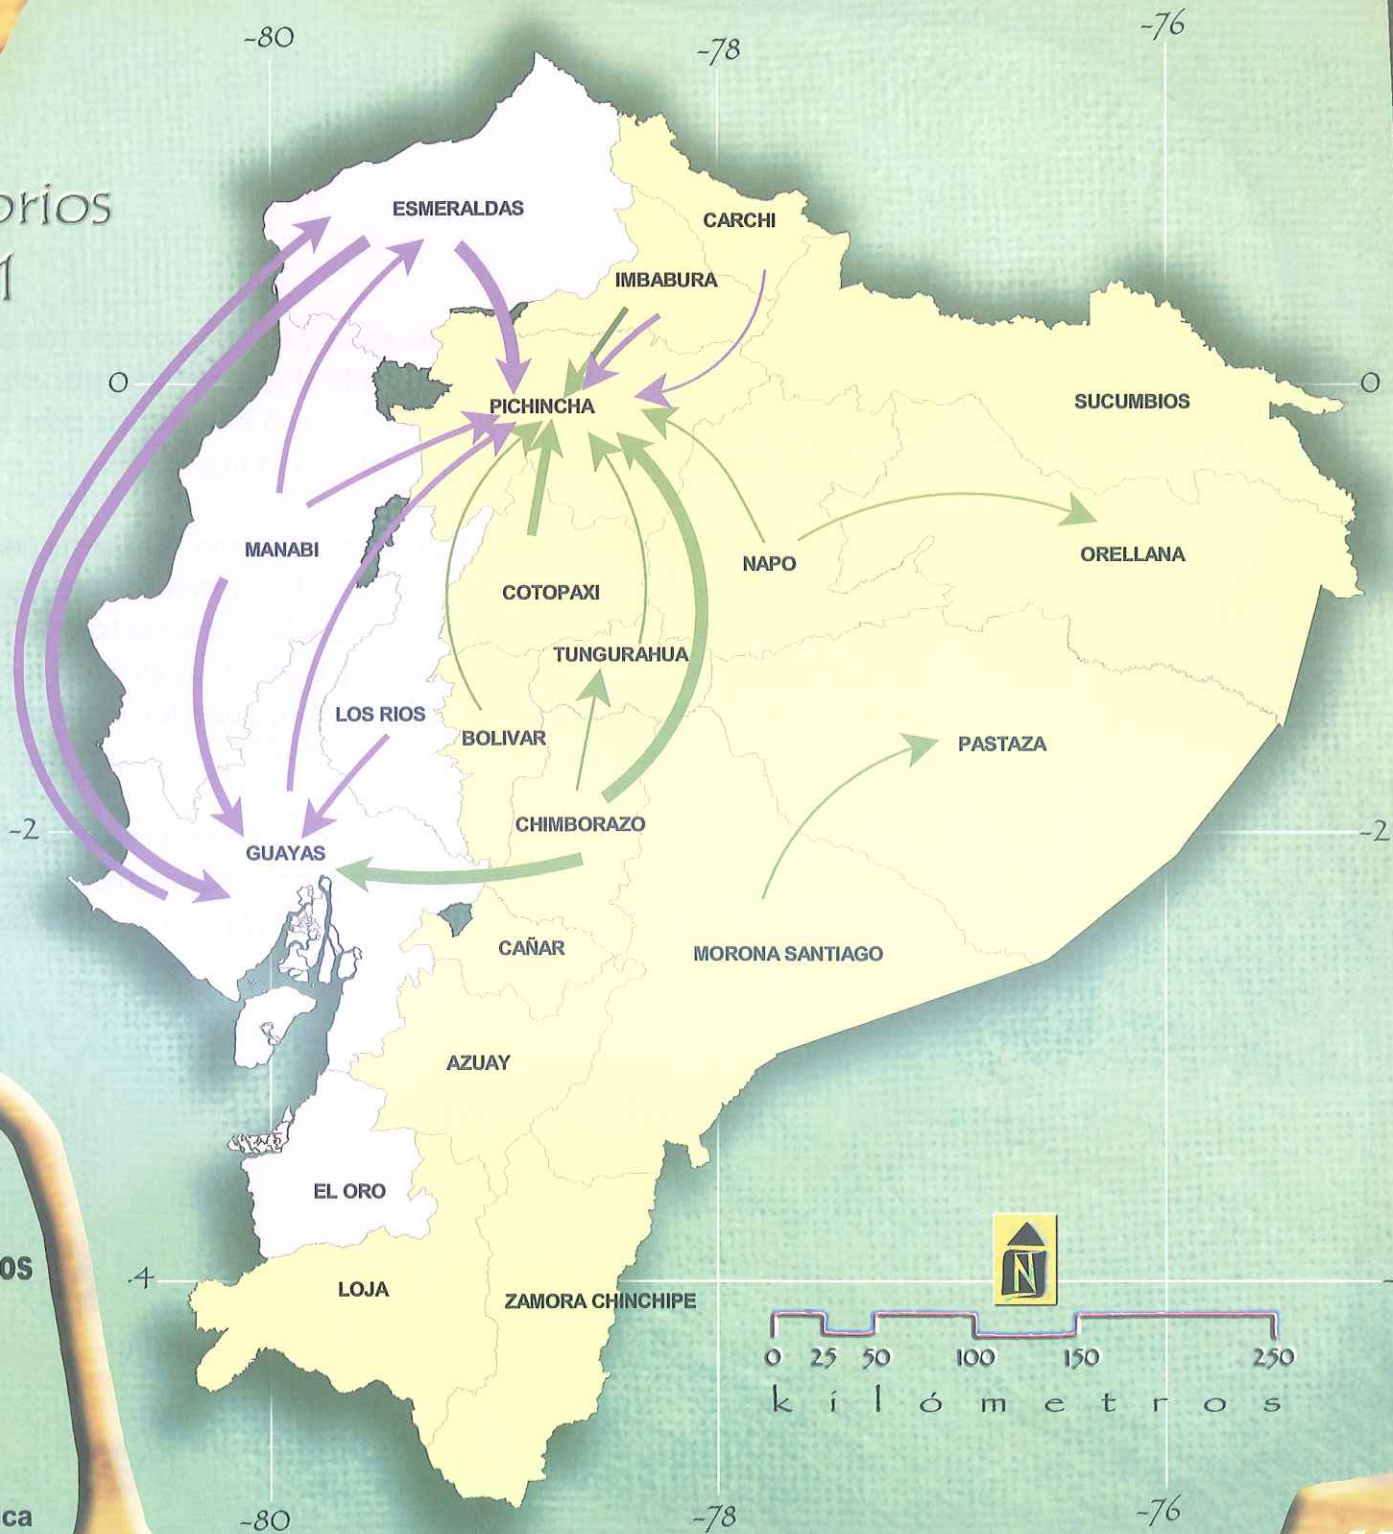 -80
-78
-76
orios
1
ESMERALDAS
CARCHI
IMBABURA
0
0
PICHINCHA
SUCUMBIOS
MANABI
NAPO
ORELLANA
COTOPAXI
TUNGURAHUA
LOS RIOS
BOLIVAR
PASTAZA
CHIMBORAZO
-2
-2
GUAYAS
CAÑAR
MORONA SANTIAGO
AZUAY
EL ORO
OS
-4
LOJA
ZAMORA CHINCHIPE
N
0 25 50 100 150 250
kilómetros
ica
-80
-78
-76